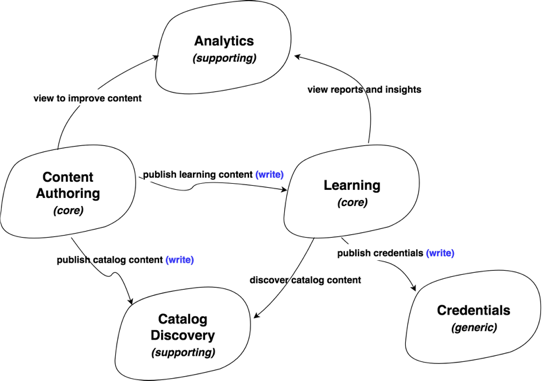 Analytics
(supporting)
view to improve content
view reports and insights
Content
Authoring
(core)
publish learning content (write)
Learning
(core)
publish catalog content (write)
publish credentials (write)
discover catalog content
Catalog
Discovery
(supporting)
Credentials
(generic)